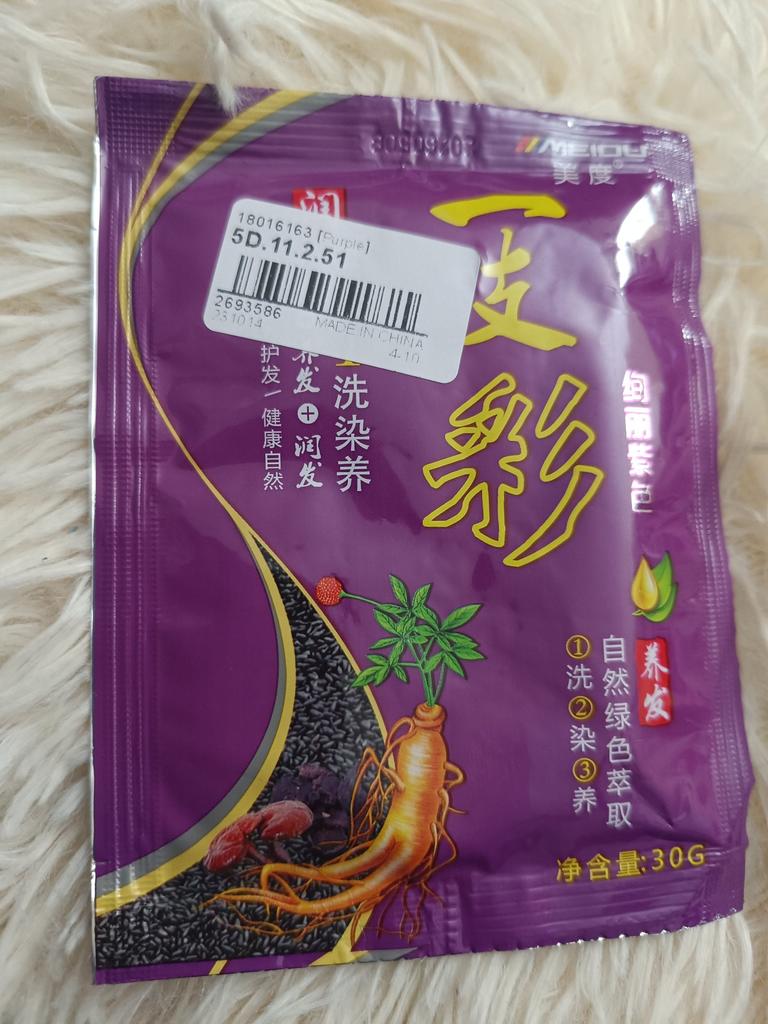 MEIDU
美度®
一支彩
绚丽紫色
润
18016163 [Purple]
5D.11.2.51
2693586
231014
MADE IN CHINA
4-10
洗染养
养发+润发
护发/健康自然
养发
自然绿色萃取
①洗②染③养
净含量:30G